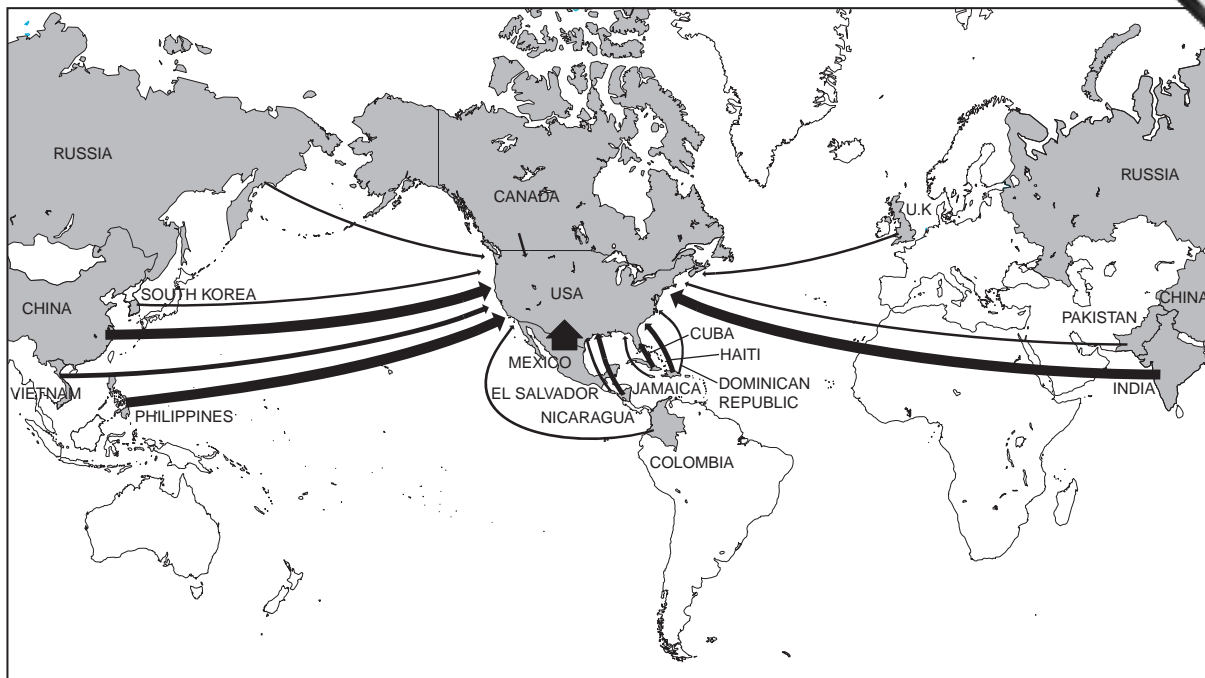 RUSSIA
CANADA
U.K
RUSSIA
SOUTH KOREA
USA
CHINA
CHINA
PAKISTAN
CUBA
HAITI
MEXICO
VIETNAM
EL SALVADOR
JAMAICA
DOMINICAN
REPUBLIC
INDIA
PHILIPPINES
NICARAGUA
COLOMBIA